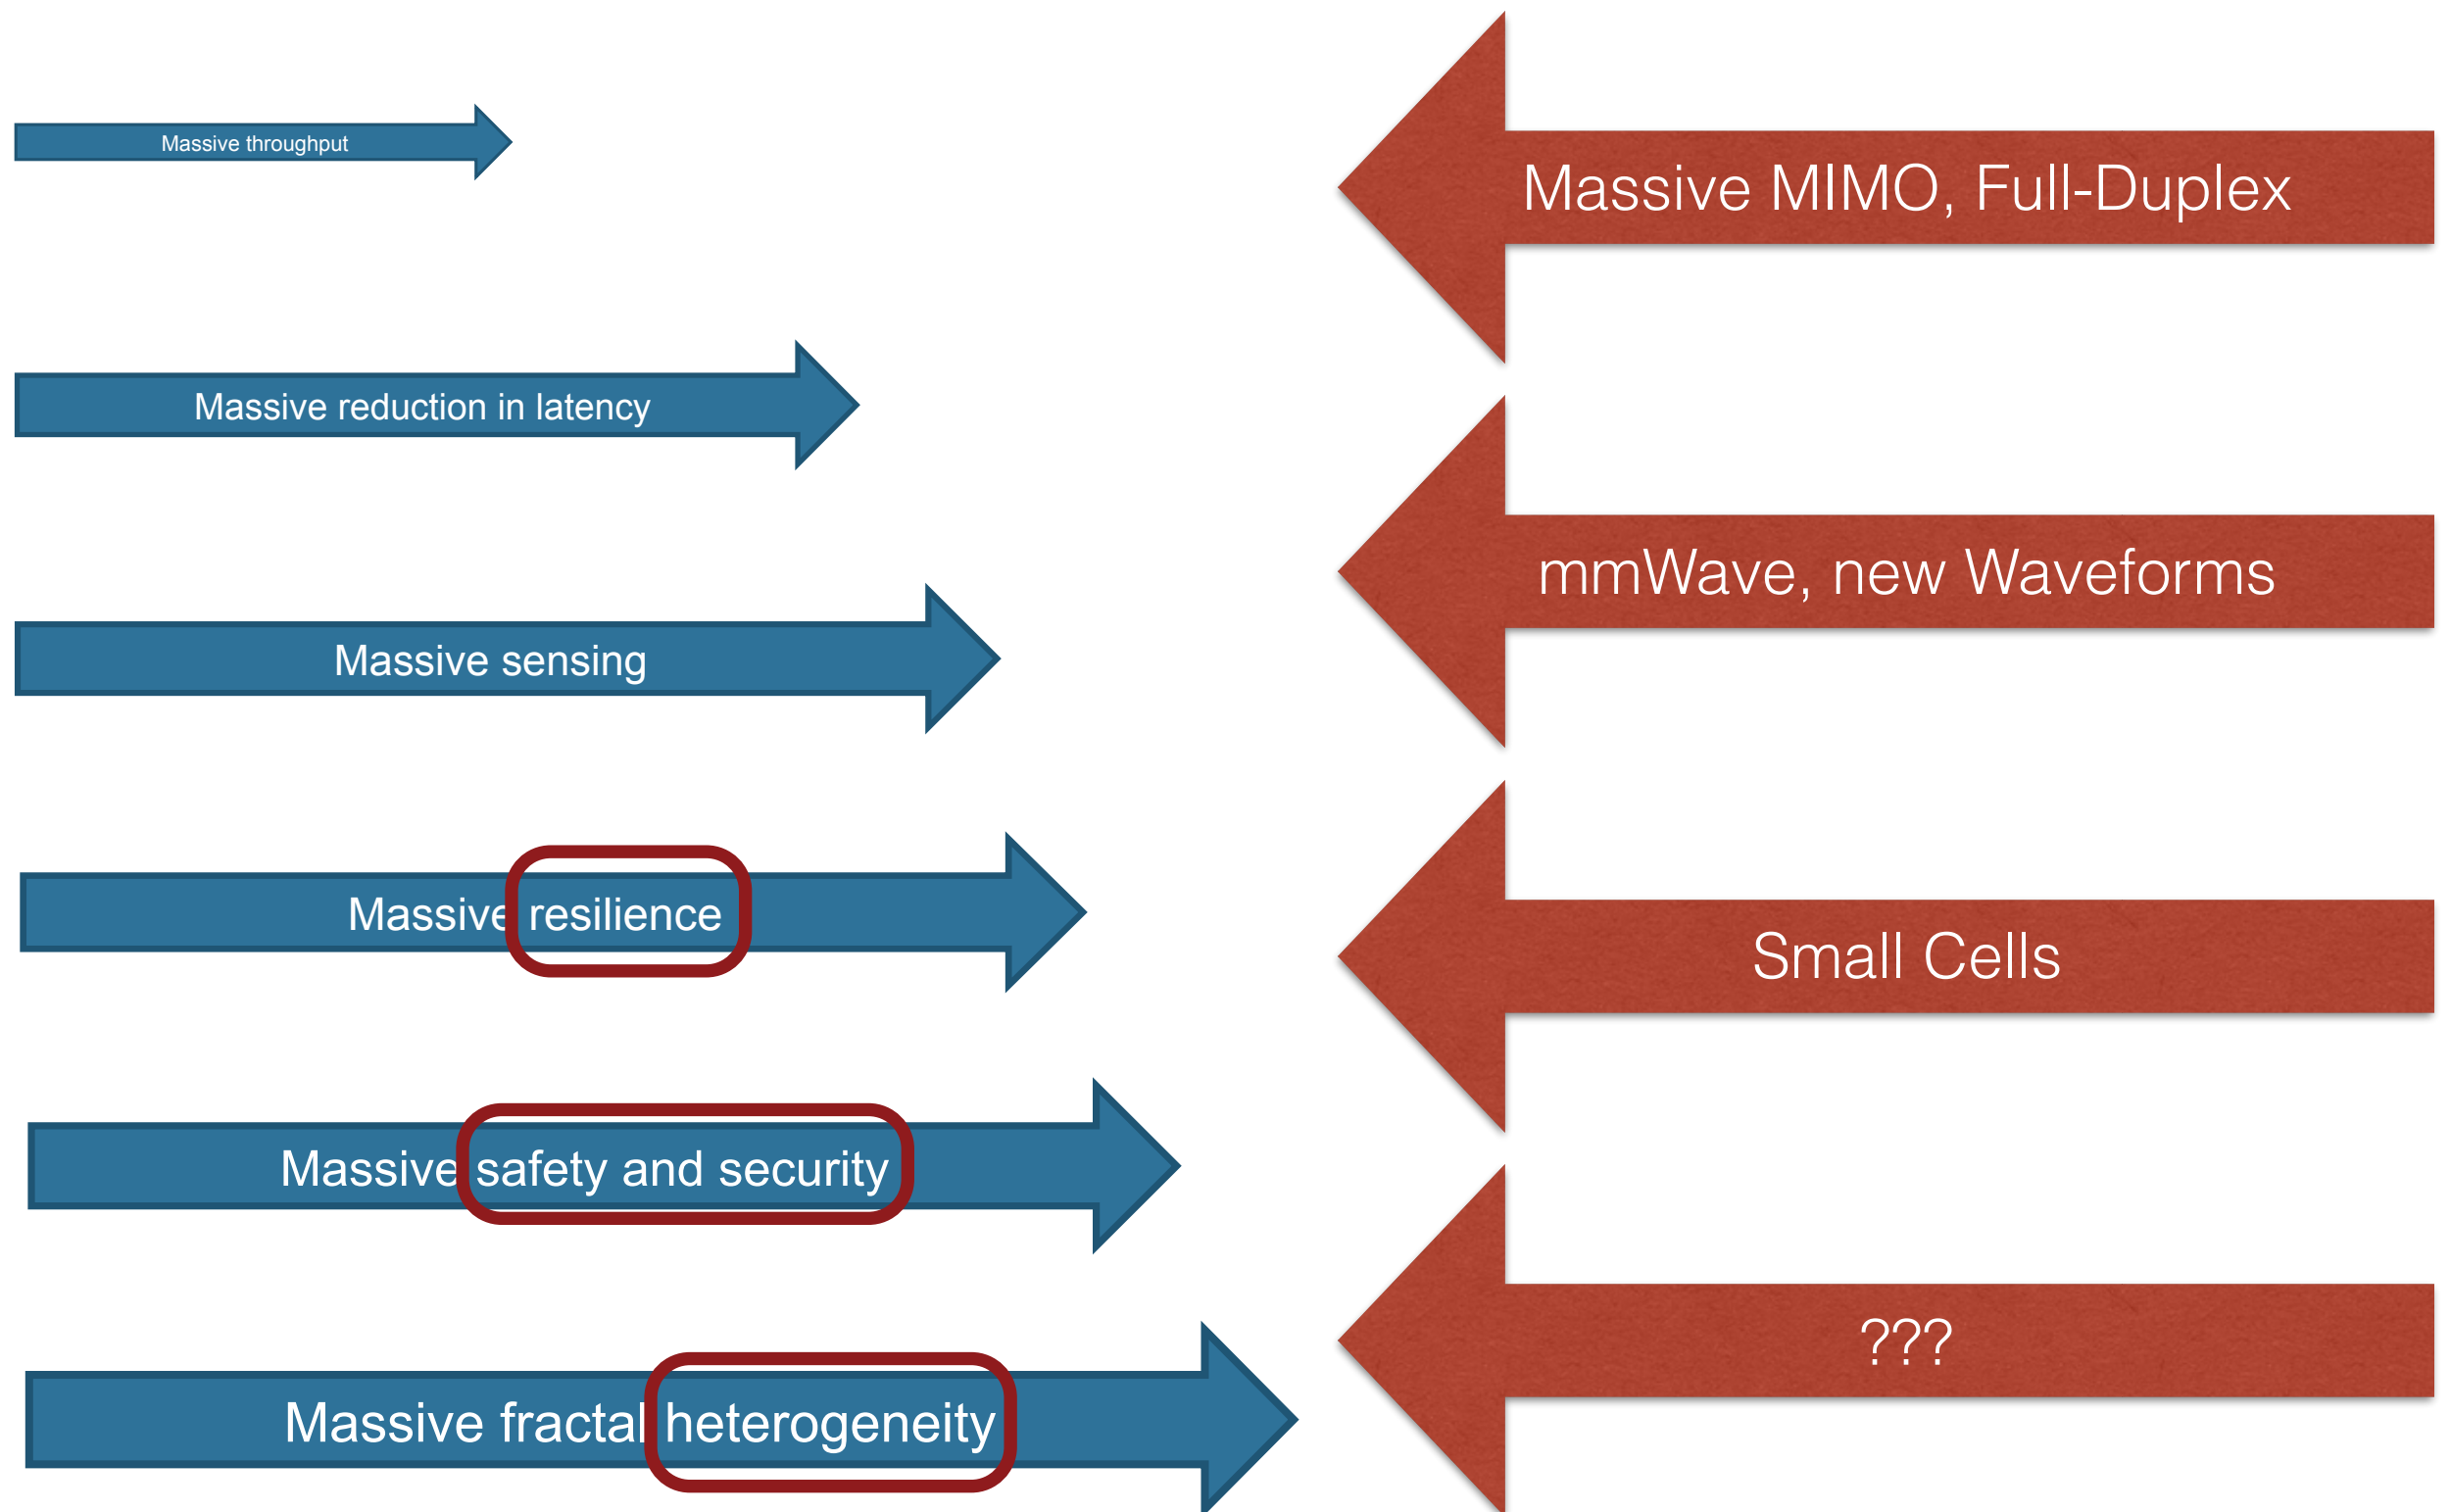 Massive throughput
Massive reduction in latency
Massive sensing
Massive resilience
Massive safety and security
Massive fractal heterogeneity
Massive MIMO, Full-Duplex
mmWave, new Waveforms
Small Cells
???